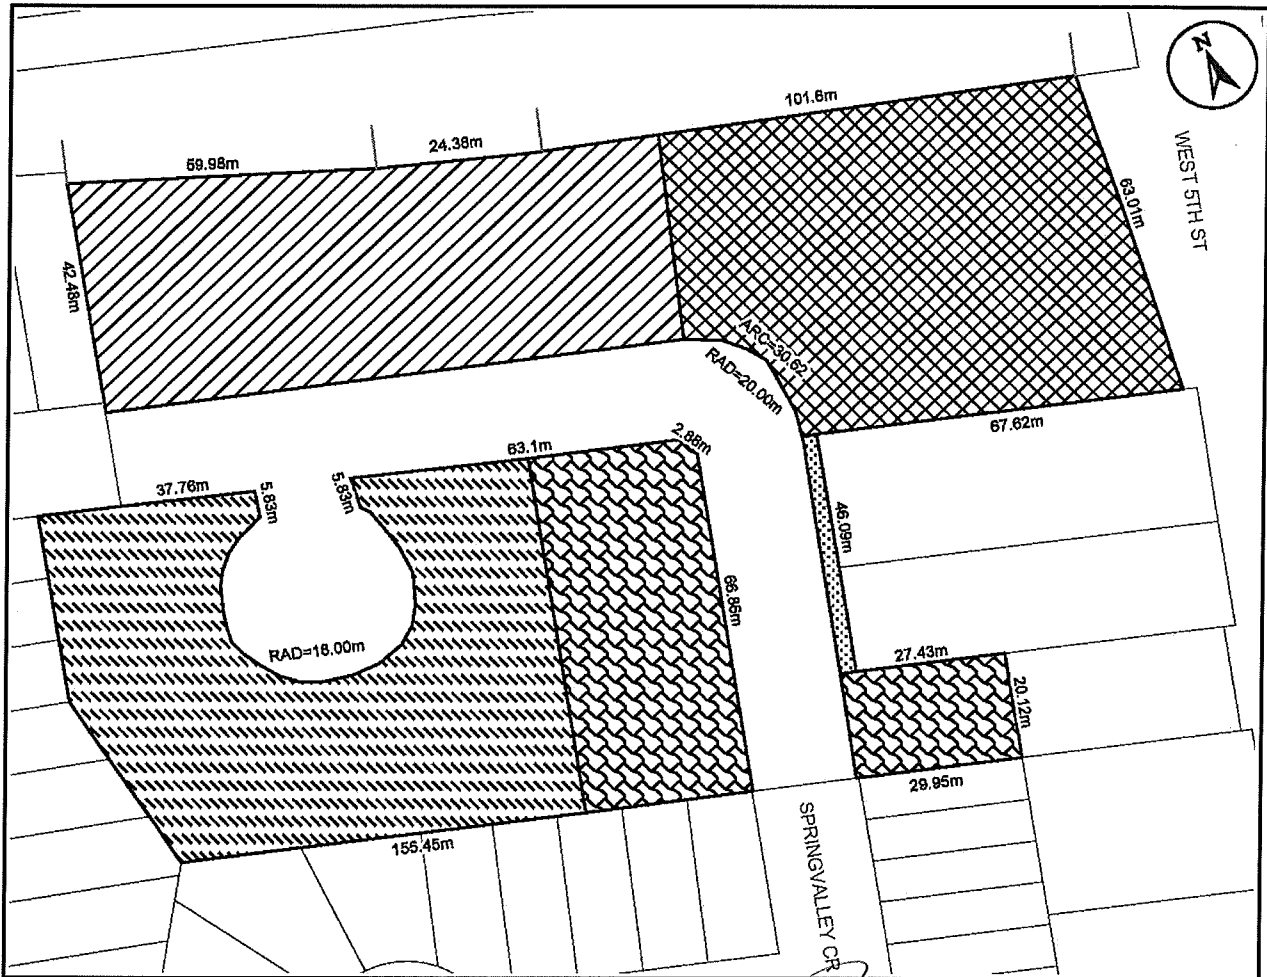 N
101.6m
WEST 5TH ST
24.38m
59.98m
63.01m
42.48m
ARC=30.62
RAD=20.00m
67.62m
2.88m
63.1m
37.76m
5.83m
5.83m
46.09m
66.86m
RAD=18.00m
27.43m
20.12m
29.95m
SPRINGVALLEY CR
155.45m